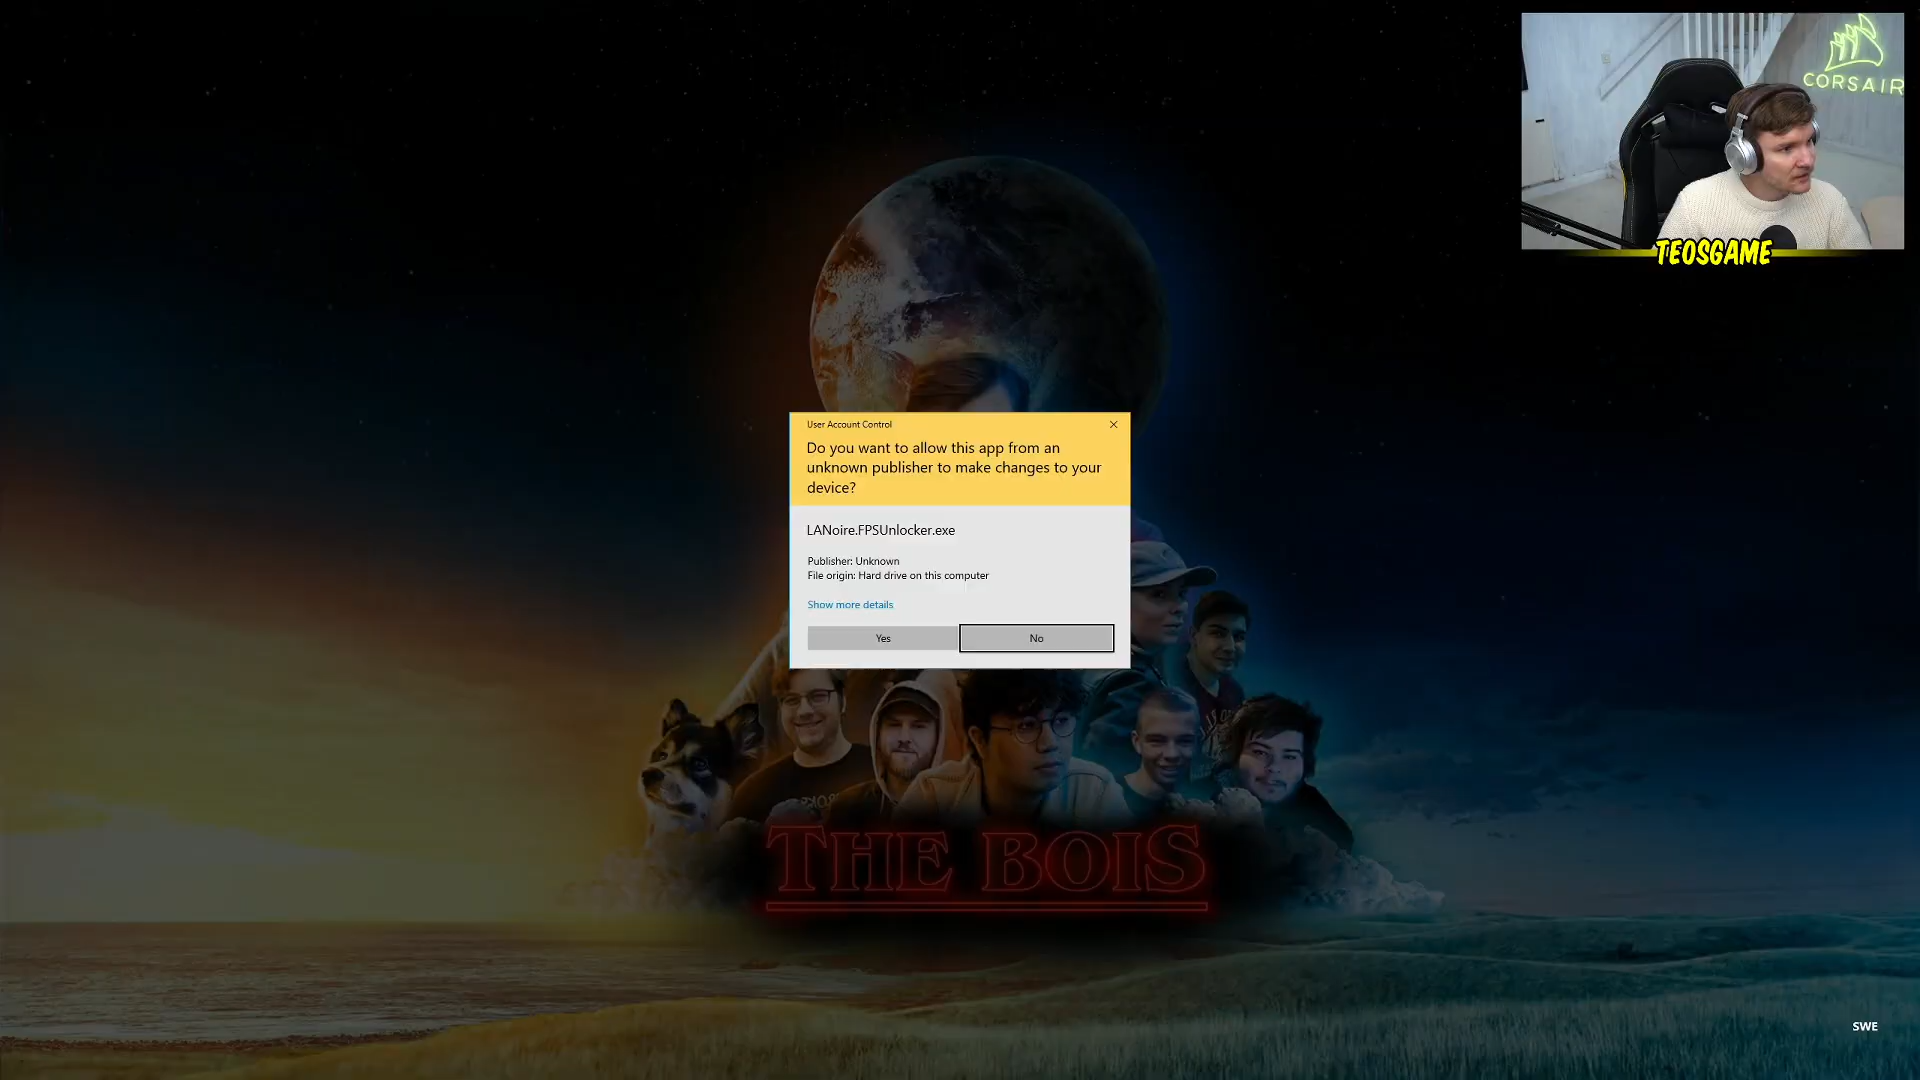 CORSAIR
TEOSGAME
User Account Control
Do you want to allow this app from an
unknown publisher to make changes to your
device?
LANoire.FPSUnlocker.exe
Publisher: Unknown
File origin: Hard drive on this computer
Show more details
Yes
No
THE BOIS
SWE